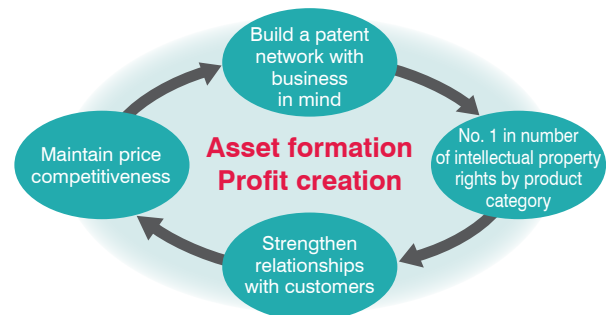 Build a patent
network with
business
in mind
No. 1 in number
of intellectual property
rights by product
category
Asset formation
Profit creation
Maintain price
competitiveness
Strengthen
relationships
with customers